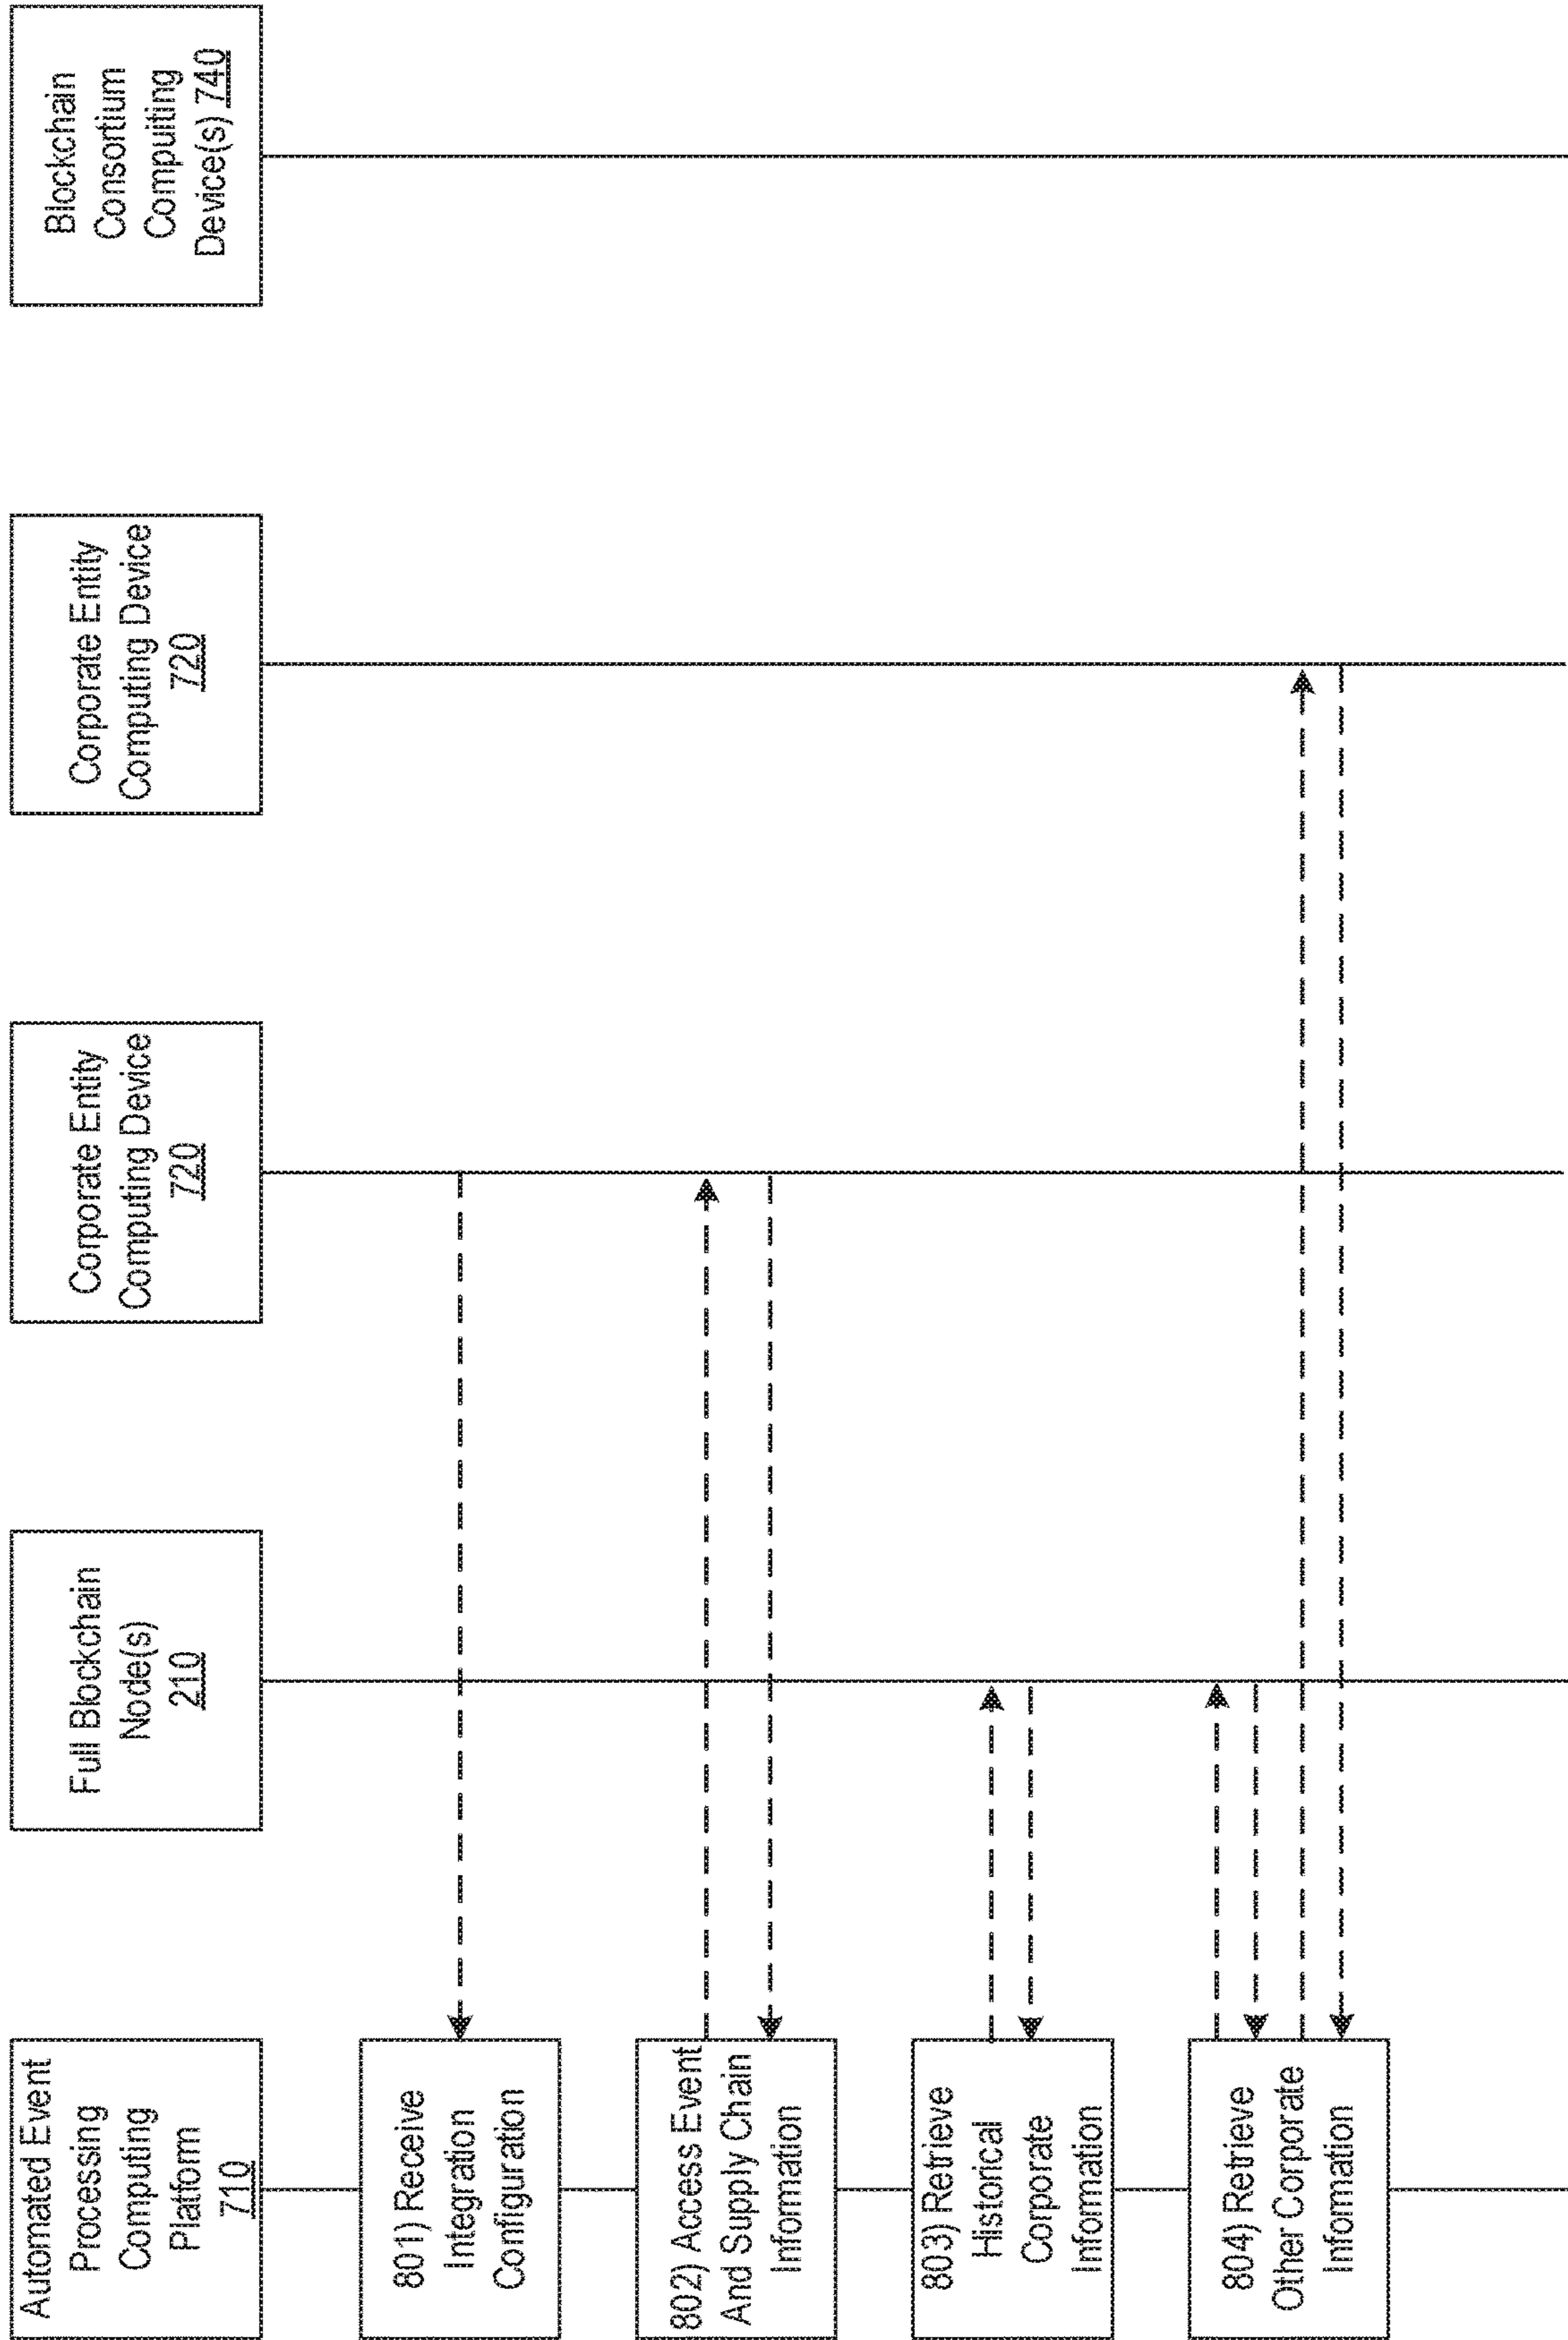 Automated Event
Processing
Computing
Platform
710
Full Blockchain
Node(s)
210
Corporate Entity
Computing Device
720
Corporate Entity
Computing Device
720
Blockchain
Consortium
Compuiting
Device(s) 740
801) Receive
Integration
Configuration
802) Access Event
And Supply Chain
Information
803) Retrieve
Historical
Corporate
Information
804) Retrieve
Other Corporate
Information